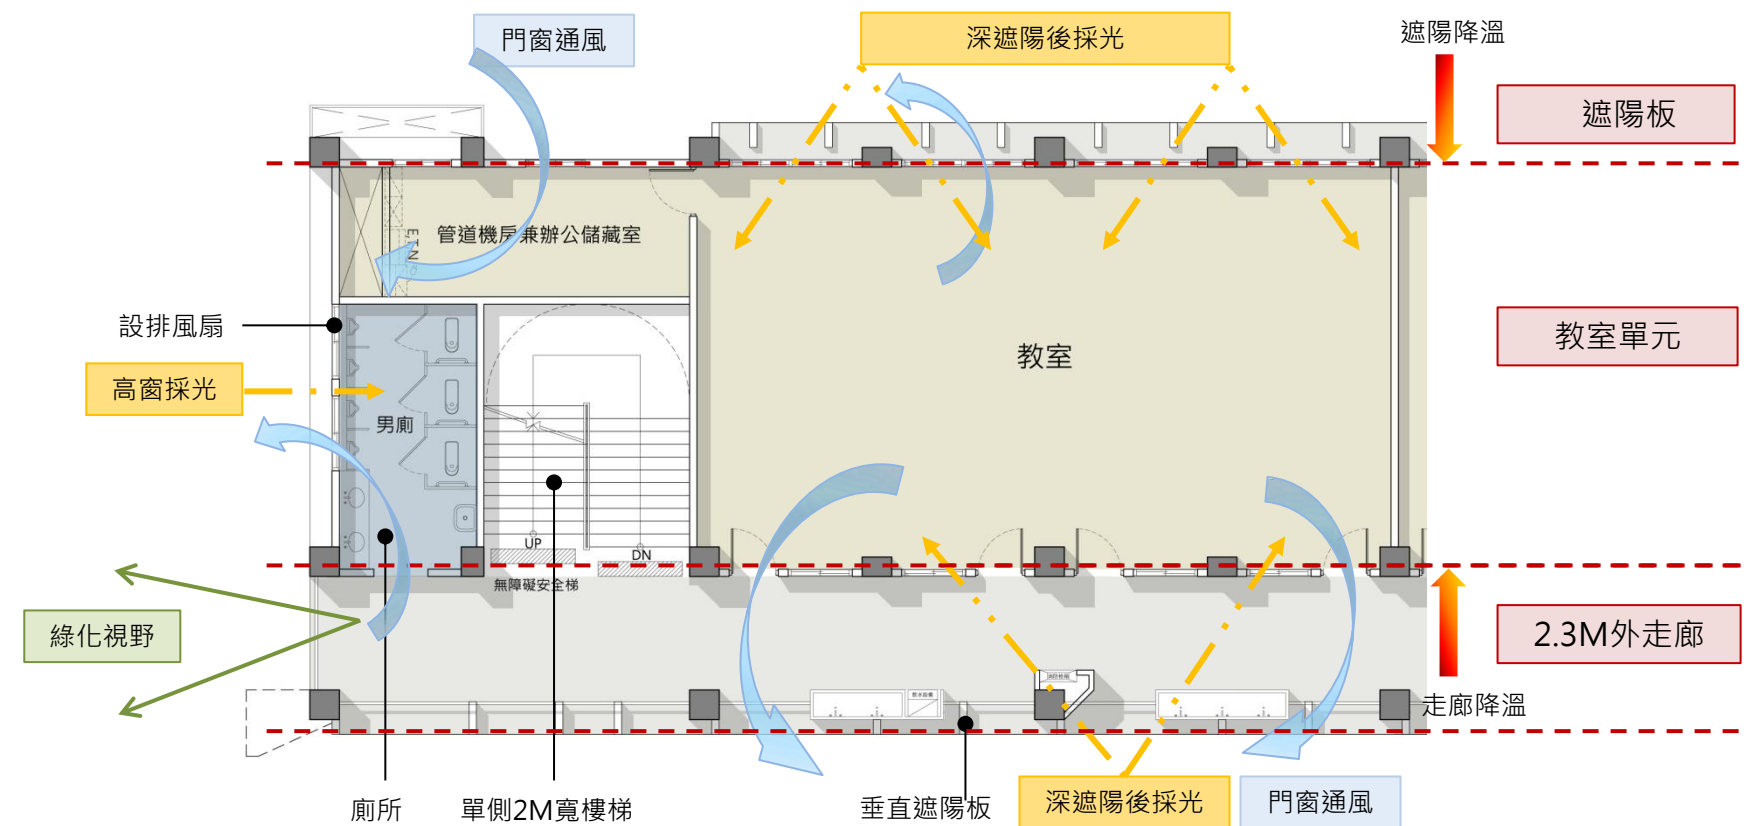 門窗通風
深遮陽後採光
遮陽降溫
遮陽板
管道機房兼辦公儲藏室
E.T.N
設排風扇
教室
教室單元
高窗採光
男廁
UP
DN
無障礙安全梯
綠化視野
2.3M外走廊
走廊降溫
廁所
單側2M寬樓梯
垂直遮陽板
深遮陽後採光
門窗通風